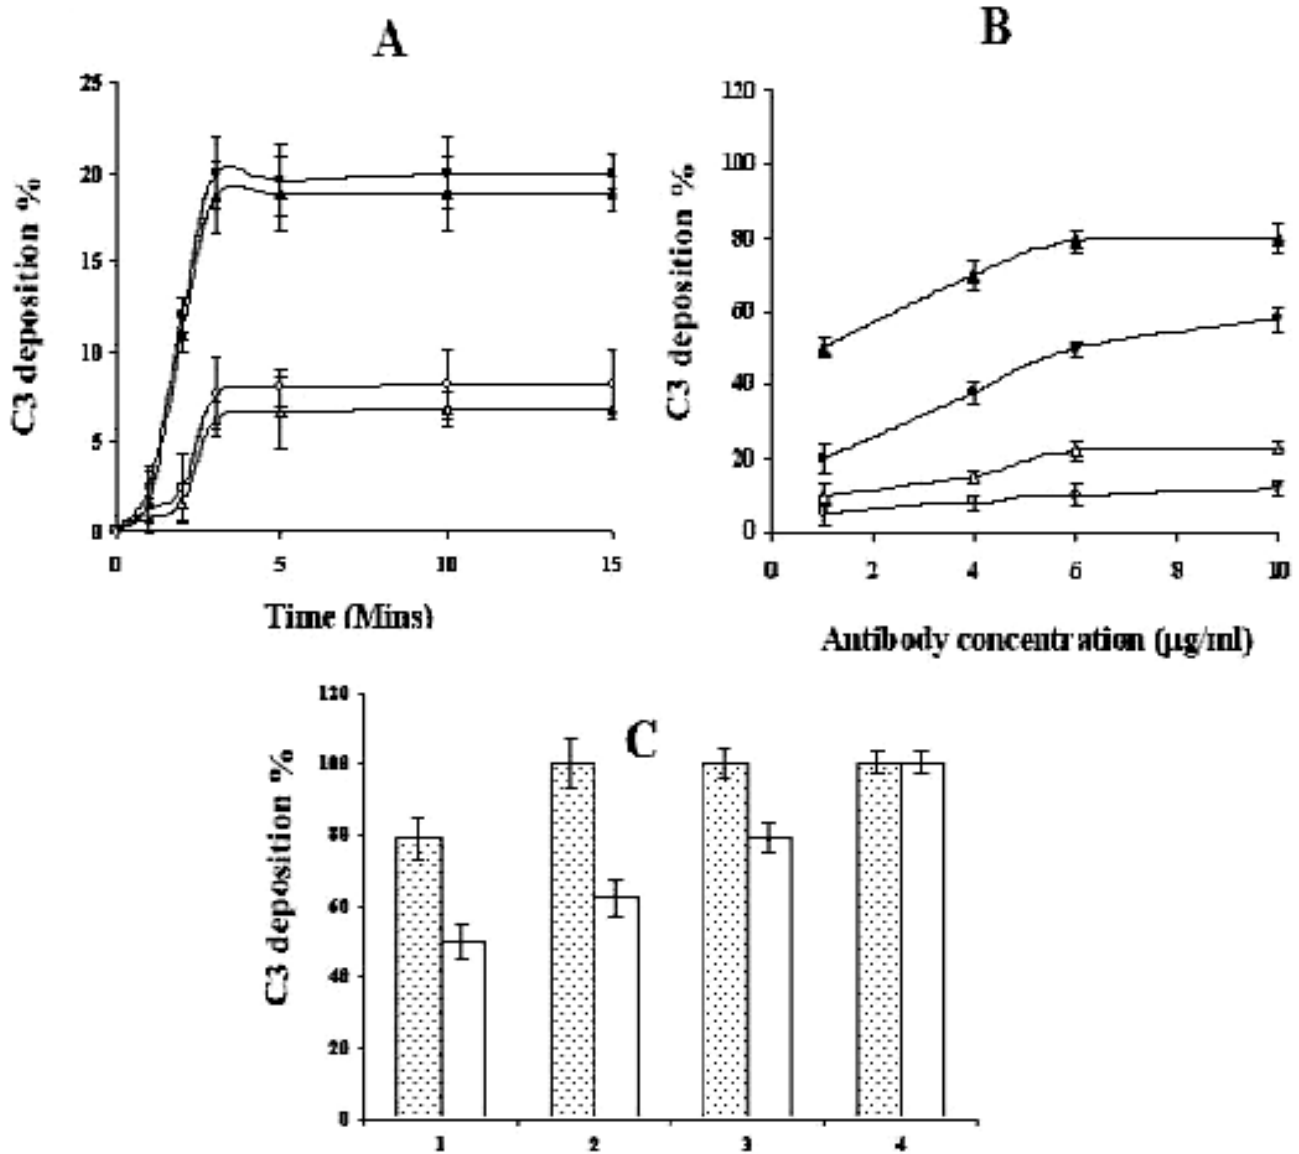 A
B
25
20
15
10
5
0
C3 deposition %
0 5 10 15
Time (Mins)
120
100
80
60
40
20
0
C3 deposition %
0 2 4 6 8 10
Antibody concentration (μg/ml)
C
120
100
80
60
40
20
0
C3 deposition %
1 2 3 4